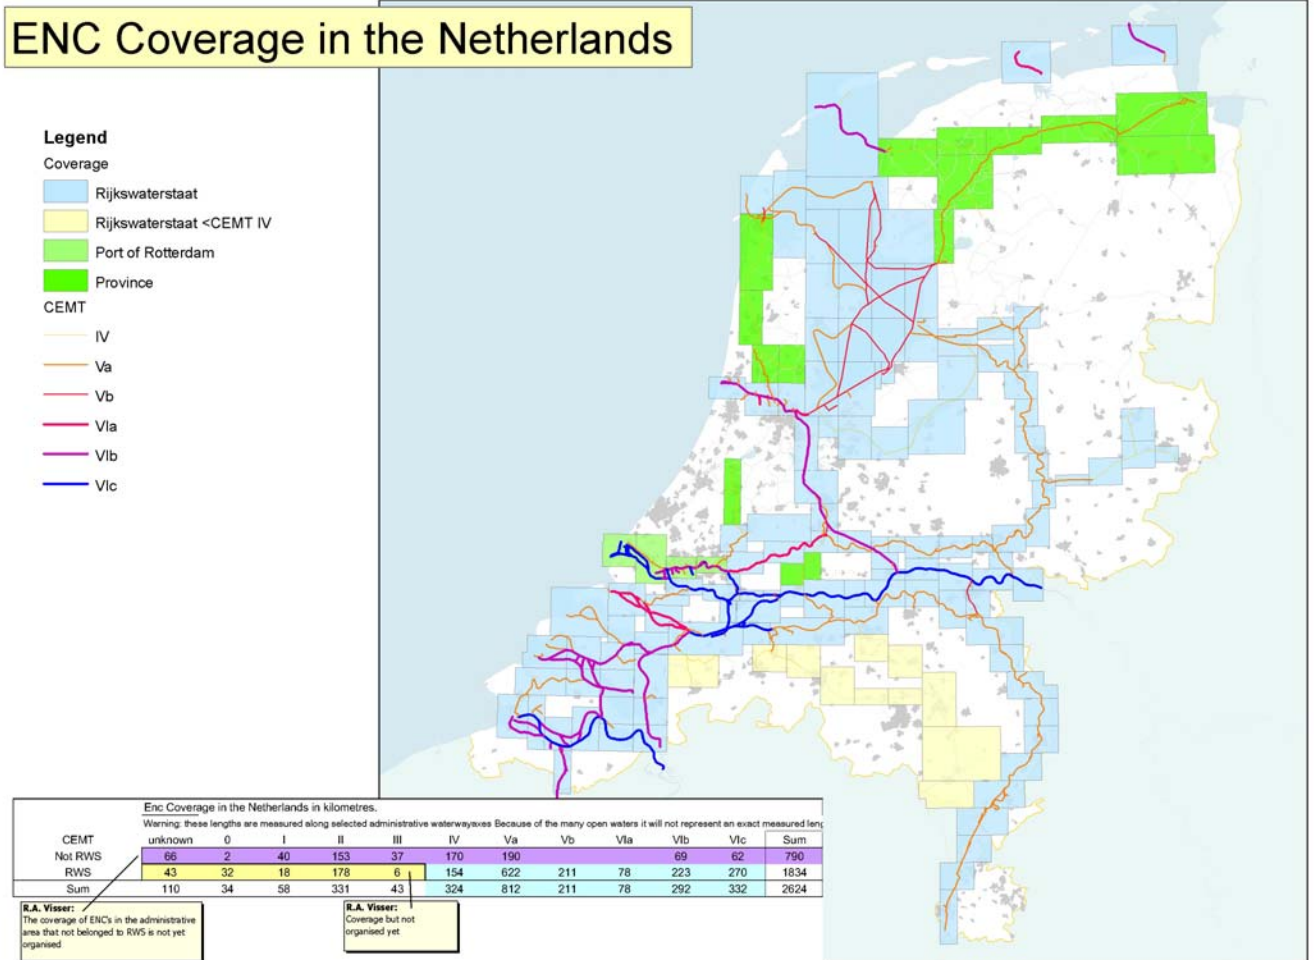 ENC Coverage in the Netherlands
Legend
Coverage
Rijkswaterstaat
Rijkswaterstaat <CEMT IV
Port of Rotterdam
Province
CEMT
IV
Va
Vb
VIa
VIb
VIc
Enc Coverage in the Netherlands in kilometres.
Warning: these lengths are measured along selected administrative waterwayaxes Because of the many open waters it will not represent an exact measured leng
CEMT unknown 0 I II III IV Va Vb VIa VIb VIc Sum
Not RWS 66 2 40 153 37 170 190 69 62 790
RWS 43 32 18 178 6 154 622 211 78 223 270 1834
Sum 110 34 58 331 43 324 812 211 78 292 332 2624
R.A. Visser:
The coverage of ENC's in the administrative
area that not belonged to RWS is not yet
organised
R.A. Visser:
Coverage but not
organised yet